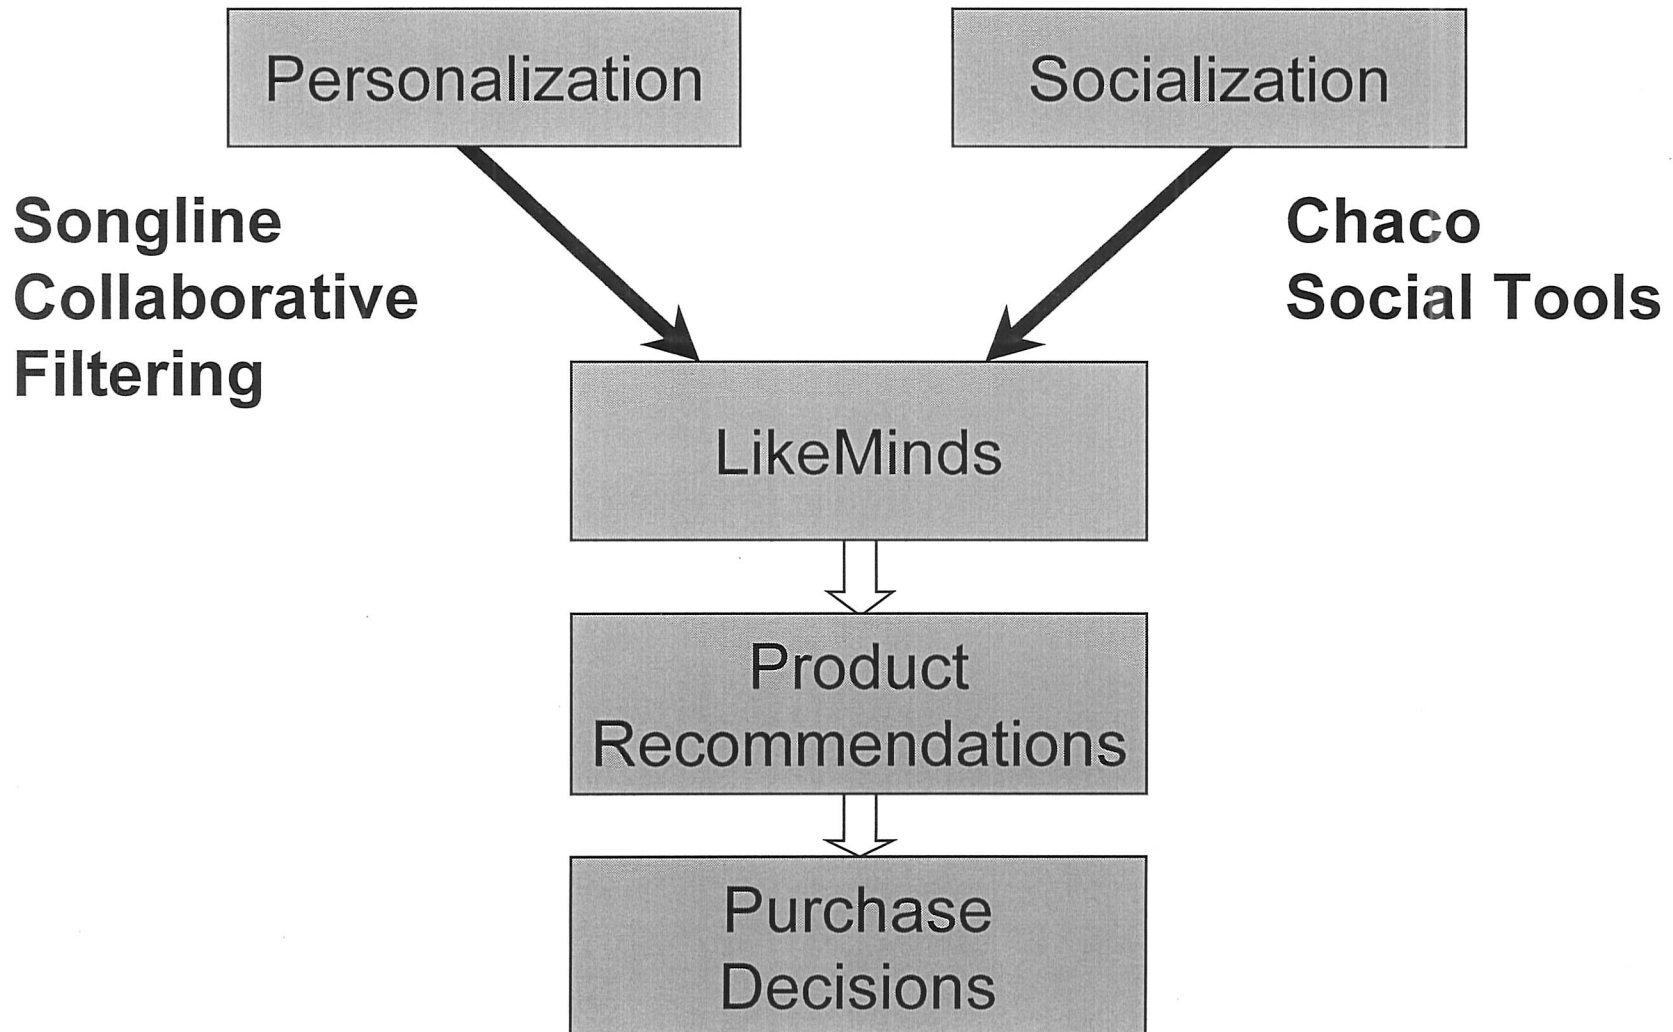 Personalization
Socialization
Songline
Collaborative
Filtering
Chaco
Social Tools
LikeMinds
Product
Recommendations
Purchase
Decisions